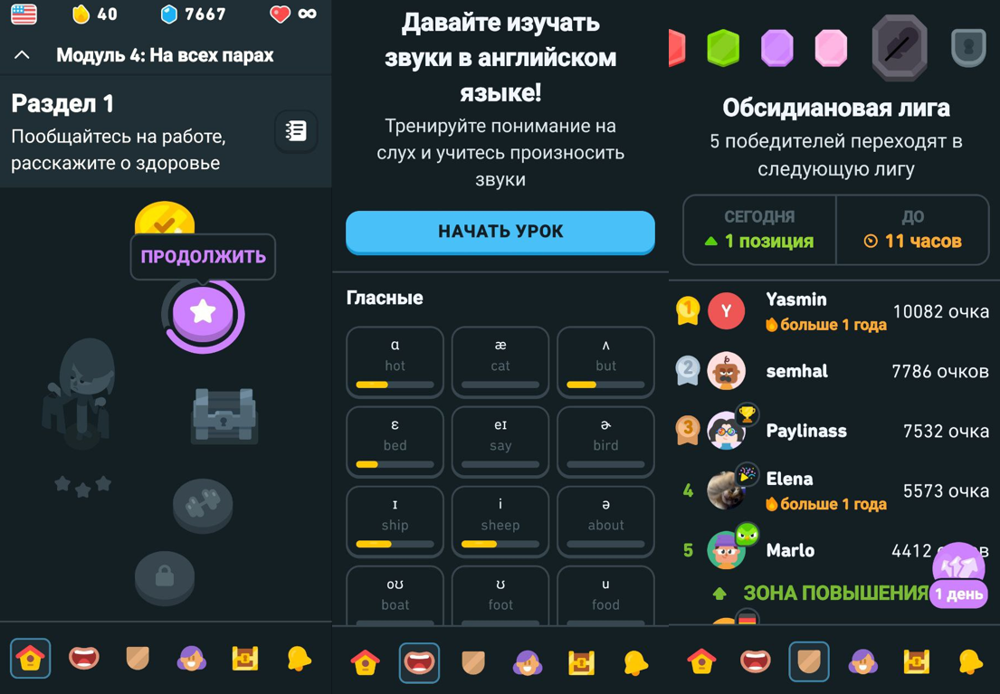 40
7667
∞
Модуль 4: На всех парах
Раздел 1
Пообщайтесь на работе,
расскажите о здоровье
ПРОДОЛЖИТЬ
Давайте изучать
звуки в английском
языке!
Тренируйте понимание на
слух и учитесь произносить
звуки
НАЧАТЬ УРОК
Гласные
ɑ æ ʌ
hot cat but
ɛ eɪ ɚ
bed say bird
ɪ i ə
ship sheep about
oʊ ʊ u
boat foot food
Обсидиановая лига
5 победителей переходят в
следующую лигу
СЕГОДНЯ ДО
1 позиция 11 часов
1 Y Yasmin 10082 очка
больше 1 года
2 semhal 7786 очков
3 Paylinass 7532 очка
4 Elena 5573 очка
больше 1 года
5 Marlo 4412
ЗОНА ПОВЫШЕНИЯ
1 день